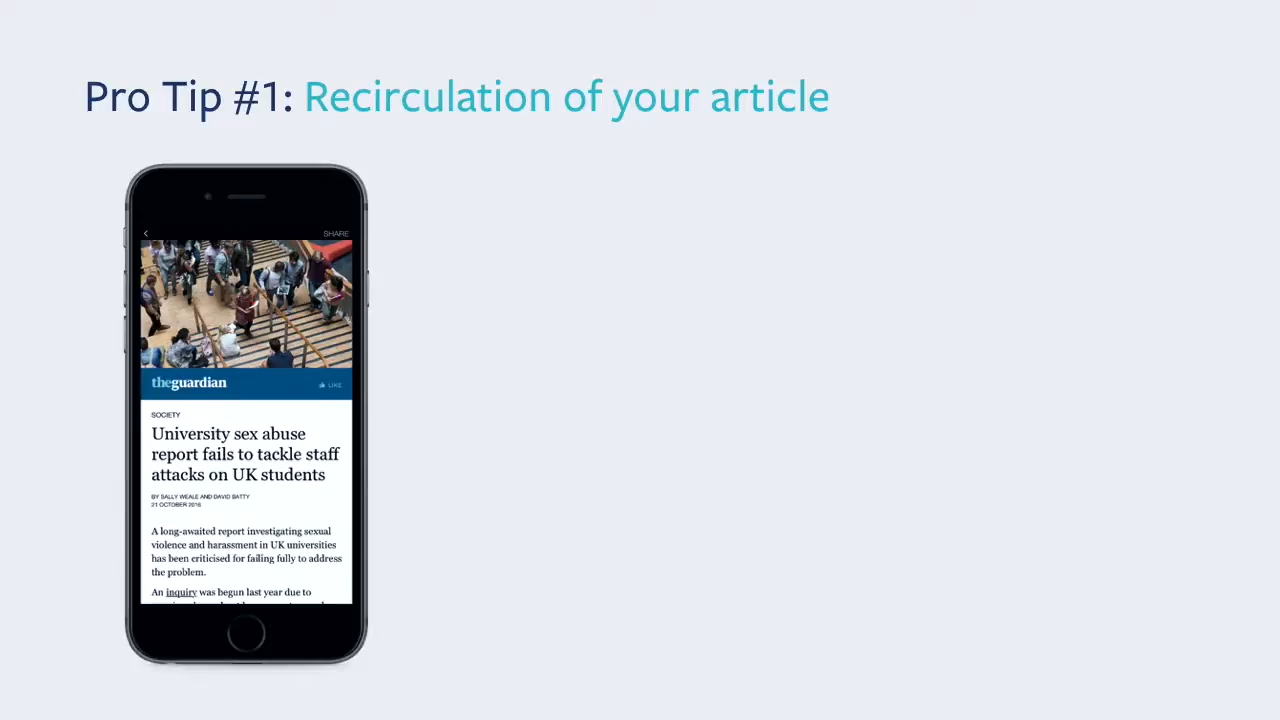 Pro Tip #1: Recirculation of your article
SHARE
theguardian
LIKE
SOCIETY
University sex abuse
report fails to tackle staff
attacks on UK students
BY SALLY WEALE AND DAVID BATTY
21 OCTOBER 2016
A long-awaited report investigating sexual
violence and harassment in UK universities
has been criticised for failing fully to address
the problem.
An inquiry was begun last year due to